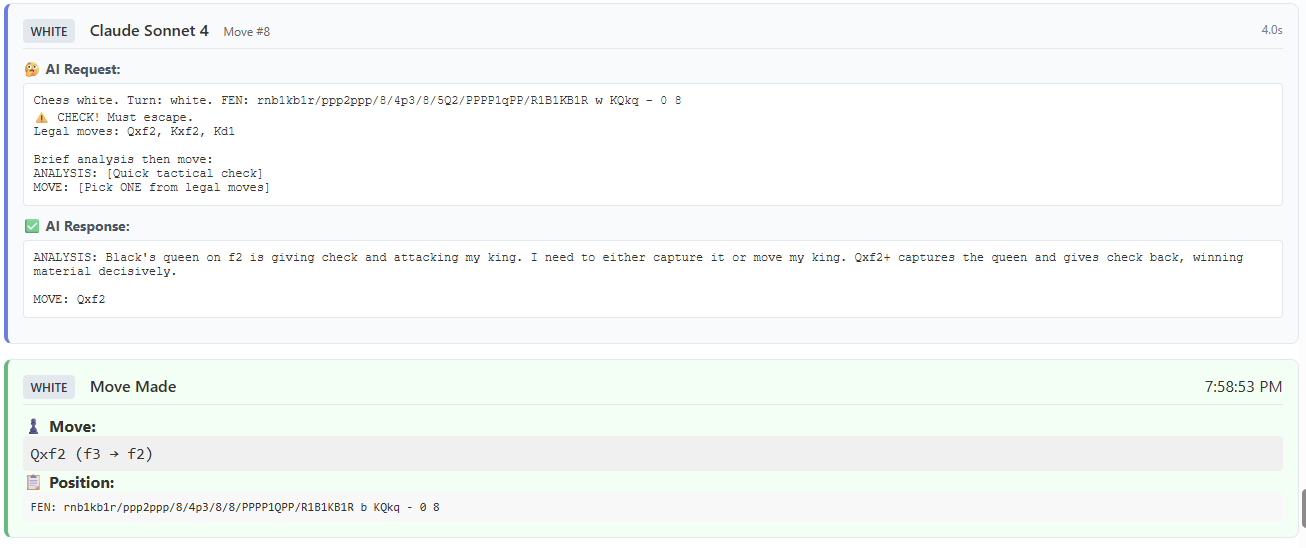 WHITE Claude Sonnet 4 Move #8 4.0s
🤔 AI Request:
Chess white. Turn: white. FEN: rnb1kb1r/ppp2ppp/8/4p3/8/5Q2/PPPP1qPP/R1B1KB1R w KQkq - 0 8
⚠️ CHECK! Must escape.
Legal moves: Qxf2, Kxf2, Kd1
Brief analysis then move:
ANALYSIS: [Quick tactical check]
MOVE: [Pick ONE from legal moves]
✅ AI Response:
ANALYSIS: Black's queen on f2 is giving check and attacking my king. I need to either capture it or move my king. Qxf2+ captures the queen and gives check back, winning
material decisively.
MOVE: Qxf2
WHITE Move Made 7:58:53 PM
♟️ Move:
Qxf2 (f3 → f2)
📋 Position:
FEN: rnb1kb1r/ppp2ppp/8/4p3/8/8/PPPP1QPP/R1B1KB1R b KQkq - 0 8